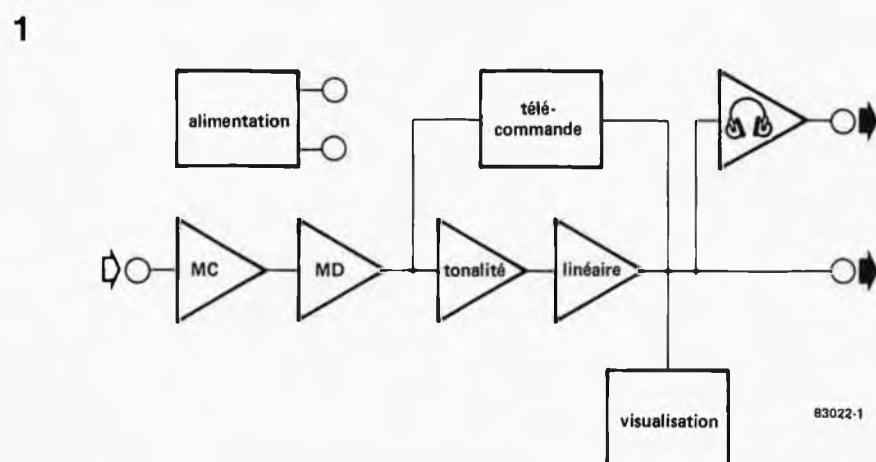 1
alimentation
télé-
commande
MC
MD
tonalité
linéaire
visualisation
83022-1